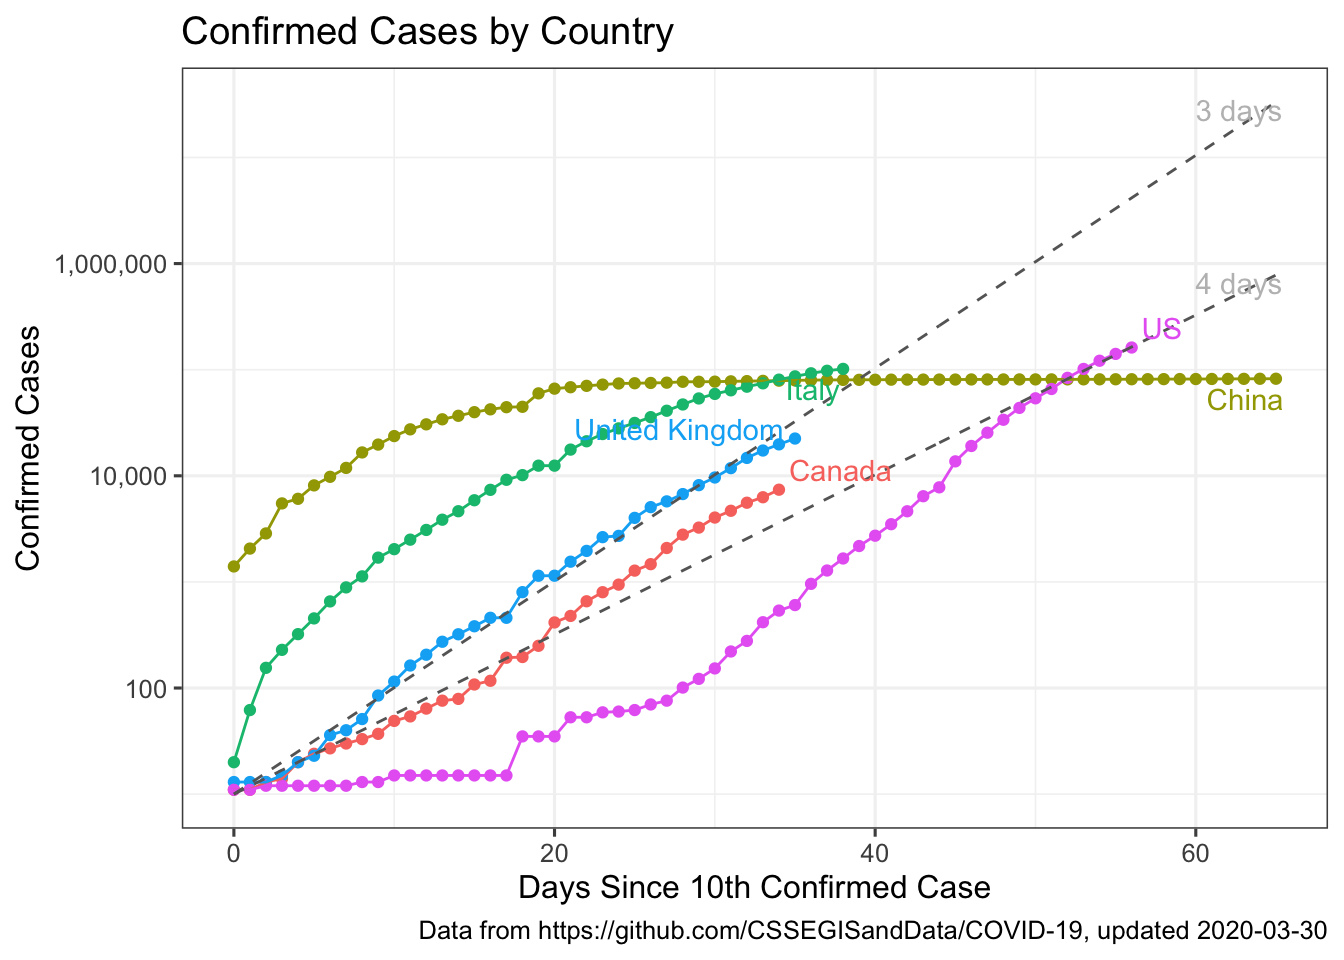 Confirmed Cases by Country
3 days
1,000,000
4 days
US
Italy
China
United Kingdom
Canada
10,000
100
Confirmed Cases
0 20 40 60
Days Since 10th Confirmed Case
Data from https://github.com/CSSEGISandData/COVID-19, updated 2020-03-30